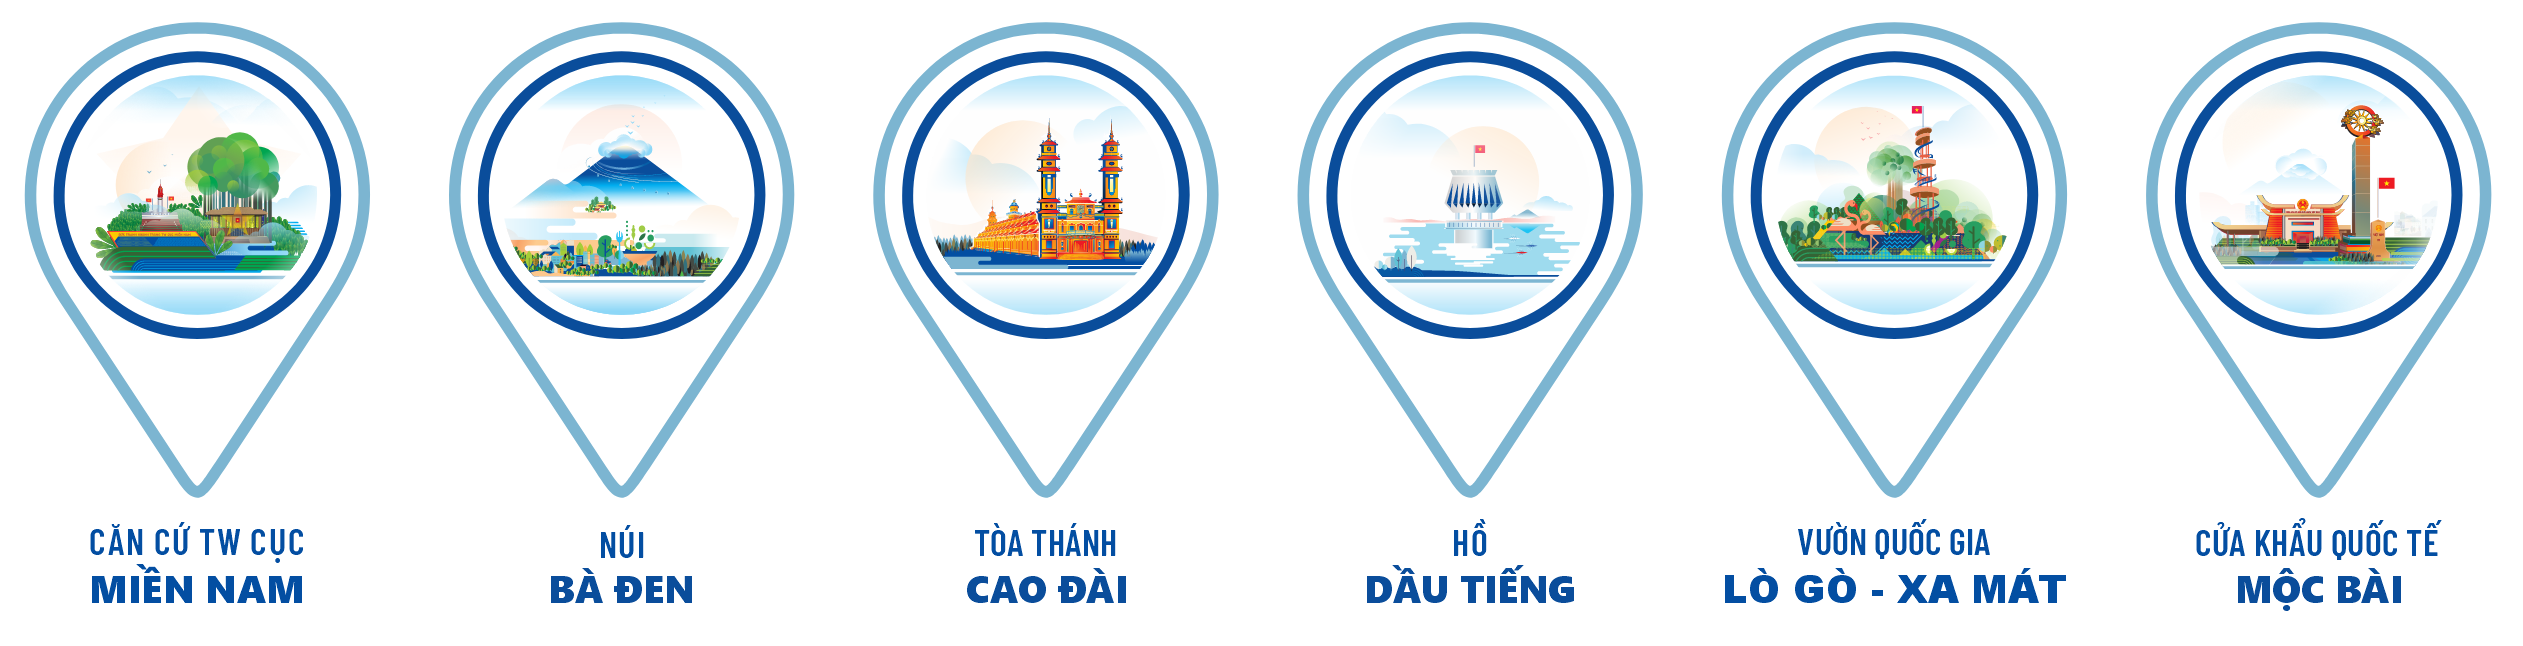 CĂN CỨ TW CỤC
MIỀN NAM
NÚI
BÀ ĐEN
TÒA THÁNH
CAO ĐÀI
HỒ
DẦU TIẾNG
VƯỜN QUỐC GIA
LÒ GÒ - XA MÁT
CỬA KHẨU QUỐC TẾ
MỘC BÀI